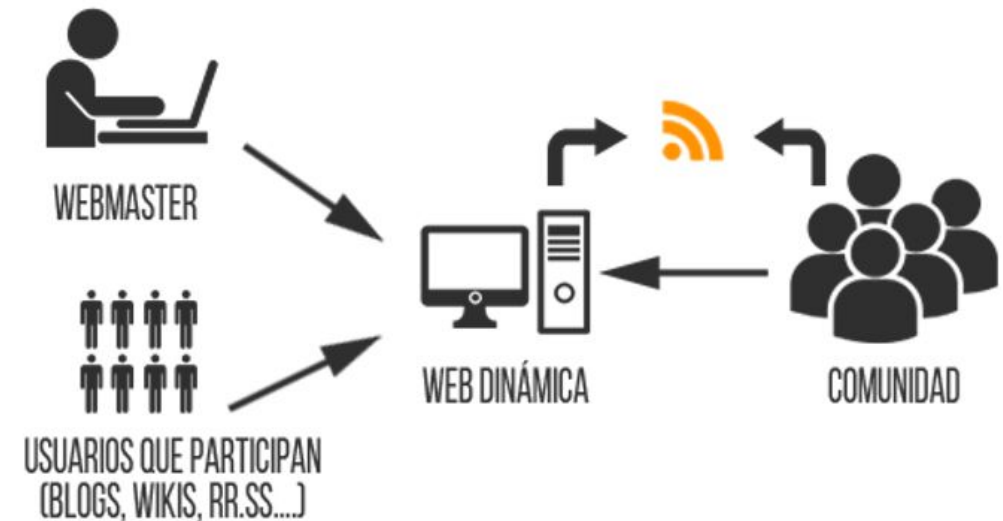 WEBMASTER
WEB DINÁMICA
COMUNIDAD
USUARIOS QUE PARTICIPAN
(BLOGS, WIKIS, RR.SS....)